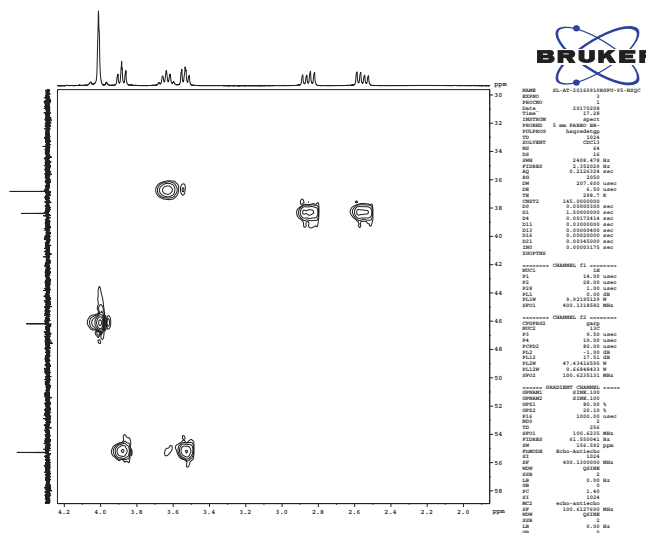 BRUKER
ppm
30
32
34
36
38
40
42
44
46
48
50
52
54
56
58
4.2 4.0 3.8 3.6 3.4 3.2 3.0 2.8 2.6 2.4 2.2 2.0 ppm
NAME SL-AT-20160910RGPU-95-HSQC
EXPNO 3
PROCNO 1
Date_ 20170208
Time 17.28
INSTRUM spect
PROBHD 5 mm PABBO BB-
PULPROG hsqcedetgp
TD 1024
SOLVENT CDCl3
NS 64
DS 16
SWH 2408.478 Hz
FIDRES 2.352029 Hz
AQ 0.2126324 sec
RG 2050
DW 207.600 usec
DE 6.50 usec
TE 298.7 K
CNST2 145.0000000
D0 0.00000300 sec
D1 1.50000000 sec
D4 0.00172414 sec
D11 0.03000000 sec
D13 0.00000400 sec
D16 0.00020000 sec
D21 0.00345000 sec
IN0 0.00003175 sec
ZGOPTNS
======== CHANNEL f1 ========
NUC1 1H
P1 14.00 usec
P2 28.00 usec
P28 1.00 usec
PL1 0.00 dB
PL1W 9.92195129 W
SFO1 400.1318582 MHz
======== CHANNEL f2 ========
CPDPRG2 garp
NUC2 13C
P3 9.50 usec
P4 19.00 usec
PCPD2 80.00 usec
PL2 -1.00 dB
PL12 17.51 dB
PL2W 47.43416595 W
PL12W 0.66848433 W
SFO2 100.6235131 MHz
====== GRADIENT CHANNEL =====
GPNAM1 SINE.100
GPNAM2 SINE.100
GPZ1 80.00 %
GPZ2 20.10 %
P16 1000.00 usec
ND0 2
TD 256
SFO1 100.6235 MHz
FIDRES 61.550041 Hz
SW 156.592 ppm
FnMODE Echo-Antiecho
SI 1024
SF 400.1300000 MHz
WDW QSINE
SSB 2
LB 0.00 Hz
GB 0
PC 1.40
SI 1024
MC2 echo-antiecho
SF 100.6127690 MHz
WDW QSINE
SSB 2
LB 0.00 Hz
GB 0